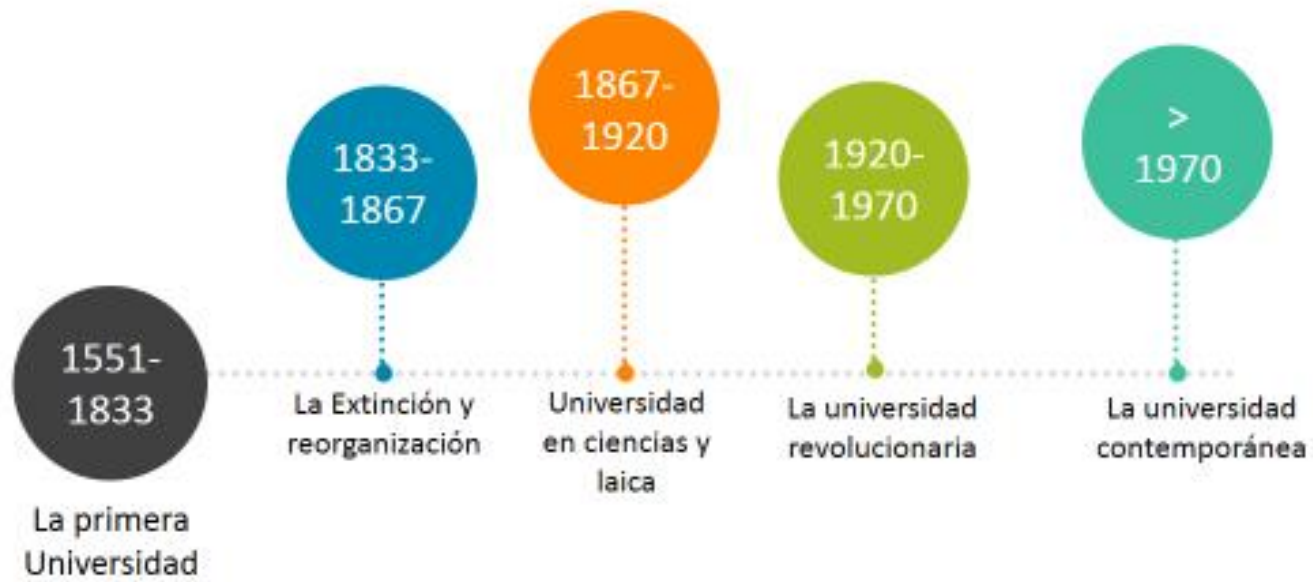 1551-
1833
La primera
Universidad
1833-
1867
La Extinción y
reorganización
1867-
1920
Universidad
en ciencias y
laica
1920-
1970
La universidad
revolucionaria
>
1970
La universidad
contemporánea